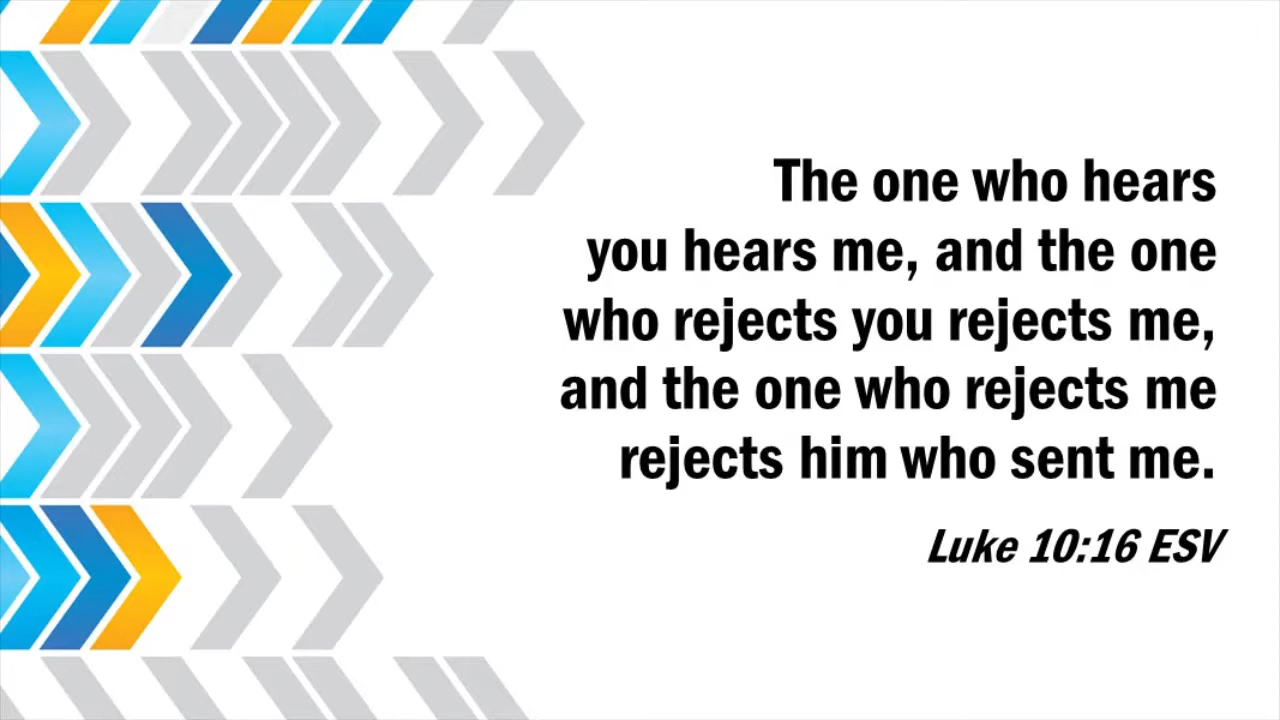 The one who hears
you hears me, and the one
who rejects you rejects me,
and the one who rejects me
rejects him who sent me.
Luke 10:16 ESV